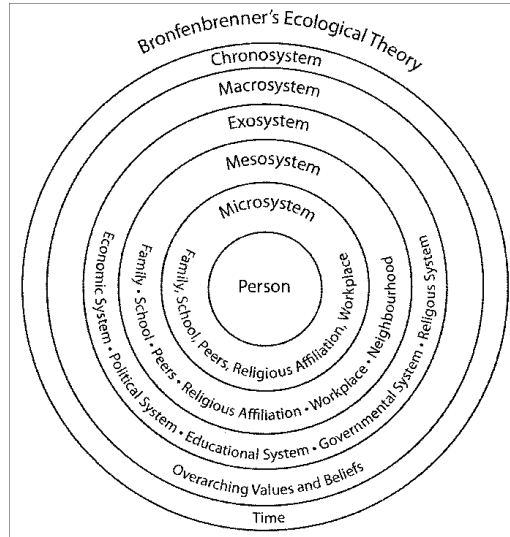 Bronfenbrenner's Ecological Theory
Chronosystem
Macrosystem
Exosystem
Mesosystem
Microsystem
Person
Family, School, Peers, Religious Affiliation, Workplace
Family • School • Peers • Religious Affiliation • Workplace • Neighbourhood
Economic System • Political System • Educational System • Governmental System • Religous System
Overarching Values and Beliefs
Time